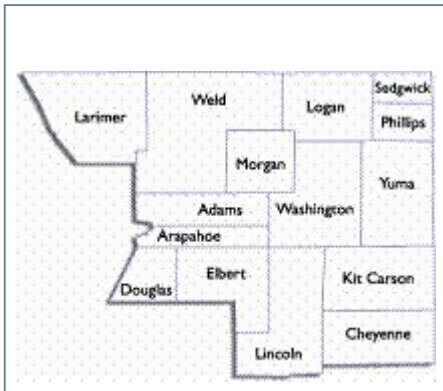 Sedgwick
Weld
Logan
Larimer
Phillips
Morgan
Yuma
Adams
Washington
Arapahoe
Elbert
Kit Carson
Douglas
Cheyenne
Lincoln